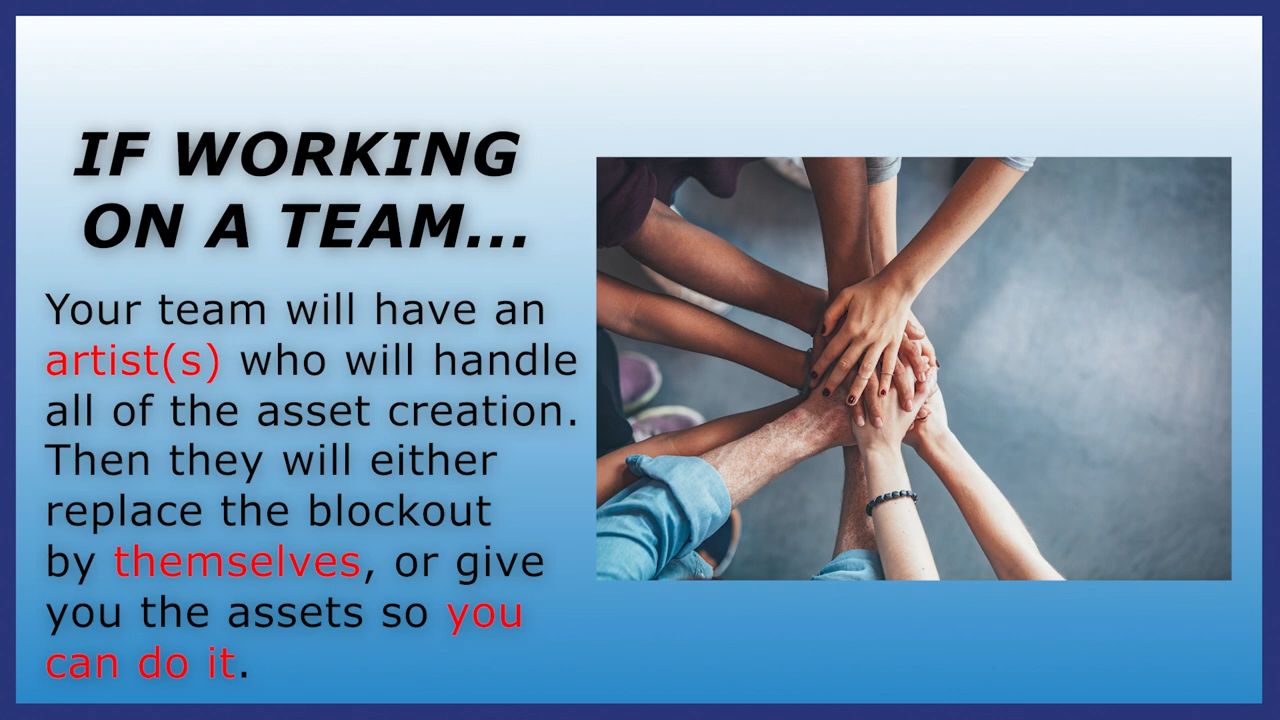 IF WORKING
ON A TEAM...
Your team will have an
artist(s) who will handle
all of the asset creation.
Then they will either
replace the blockout
by themselves, or give
you the assets so you
can do it.